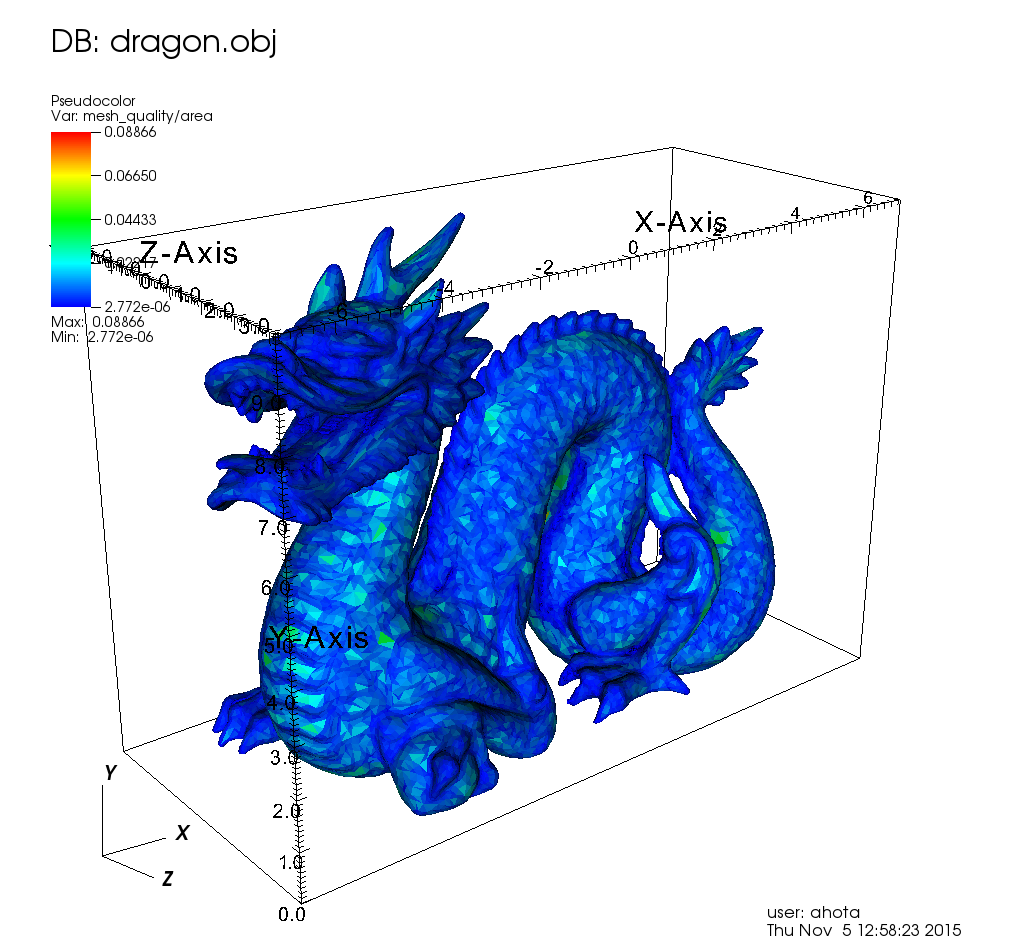 DB: dragon.obj
Pseudocolor
Var: mesh_quality/area
0.08866
0.06650
0.04433
2.772e-06
Max: 0.08866
Min: 2.772e-06
X-Axis
6
4
2
0
-2
-4
-6
Z-Axis
2.0
3.0
9.0
8.0
7.0
6.0
Y-Axis
5.0
4.0
3.0
2.0
1.0
0.0
Y
X
Z
user: ahota
Thu Nov 5 12:58:23 2015